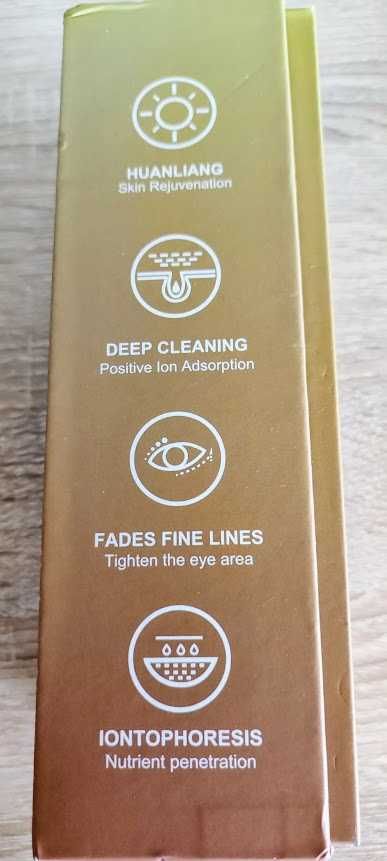 HUANLIANG
Skin Rejuvenation
DEEP CLEANING
Positive Ion Adsorption
FADES FINE LINES
Tighten the eye area
IONTOPHORESIS
Nutrient penetration